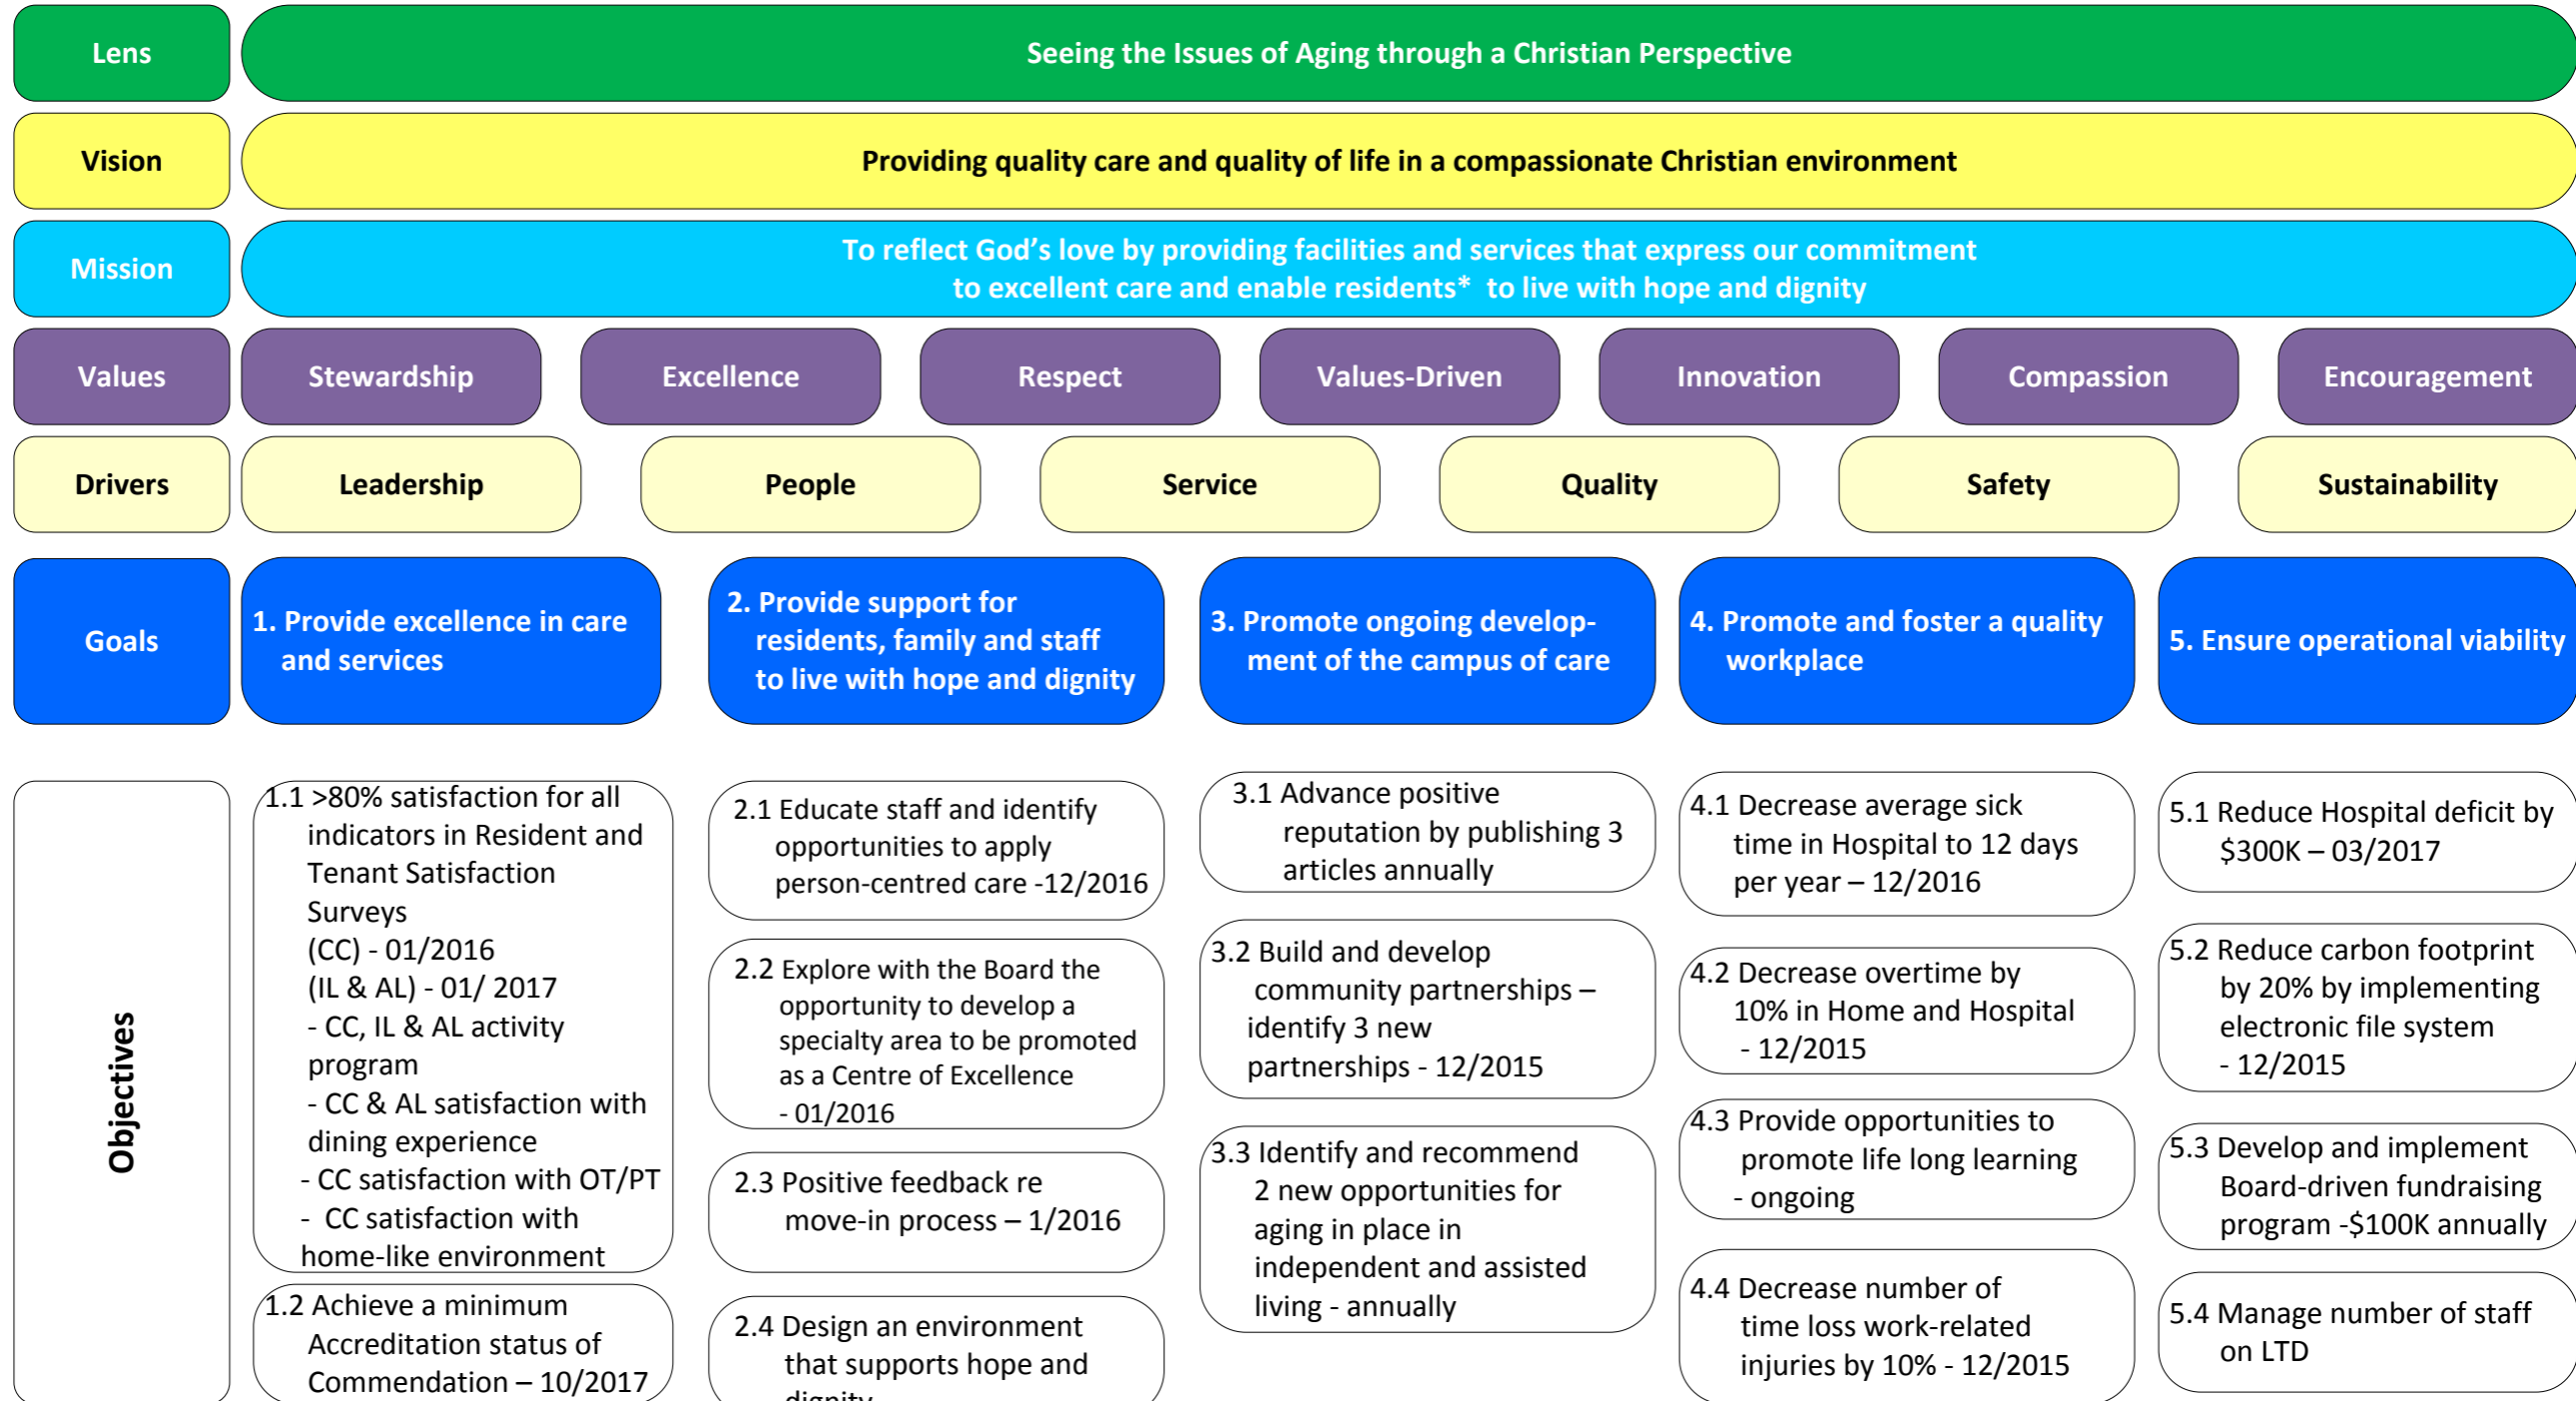 Lens
Seeing the Issues of Aging through a Christian Perspective
Vision
Providing quality care and quality of life in a compassionate Christian environment
Mission
To reflect God's love by providing facilities and services that express our commitment
to excellent care and enable residents* to live with hope and dignity
Values
Stewardship
Excellence
Respect
Values-Driven
Innovation
Compassion
Encouragement
Drivers
Leadership
People
Service
Quality
Safety
Sustainability
Goals
1. Provide excellence in care
and services
2. Provide support for
residents, family and staff
to live with hope and dignity
3. Promote ongoing develop-
ment of the campus of care
4. Promote and foster a quality
workplace
5. Ensure operational viability
Objectives
1.1 >80% satisfaction for all
indicators in Resident and
Tenant Satisfaction
Surveys
(CC) - 01/2016
(IL & AL) - 01/ 2017
- CC, IL & AL activity
program
- CC & AL satisfaction with
dining experience
- CC satisfaction with OT/PT
- CC satisfaction with
home-like environment
1.2 Achieve a minimum
Accreditation status of
Commendation – 10/2017
2.1 Educate staff and identify
opportunities to apply
person-centred care -12/2016
2.2 Explore with the Board the
opportunity to develop a
specialty area to be promoted
as a Centre of Excellence
- 01/2016
2.3 Positive feedback re
move-in process – 1/2016
2.4 Design an environment
that supports hope and
dignity
3.1 Advance positive
reputation by publishing 3
articles annually
3.2 Build and develop
community partnerships –
identify 3 new
partnerships - 12/2015
3.3 Identify and recommend
2 new opportunities for
aging in place in
independent and assisted
living - annually
4.1 Decrease average sick
time in Hospital to 12 days
per year – 12/2016
4.2 Decrease overtime by
10% in Home and Hospital
- 12/2015
4.3 Provide opportunities to
promote life long learning
- ongoing
4.4 Decrease number of
time loss work-related
injuries by 10% - 12/2015
5.1 Reduce Hospital deficit by
$300K – 03/2017
5.2 Reduce carbon footprint
by 20% by implementing
electronic file system
- 12/2015
5.3 Develop and implement
Board-driven fundraising
program -$100K annually
5.4 Manage number of staff
on LTD